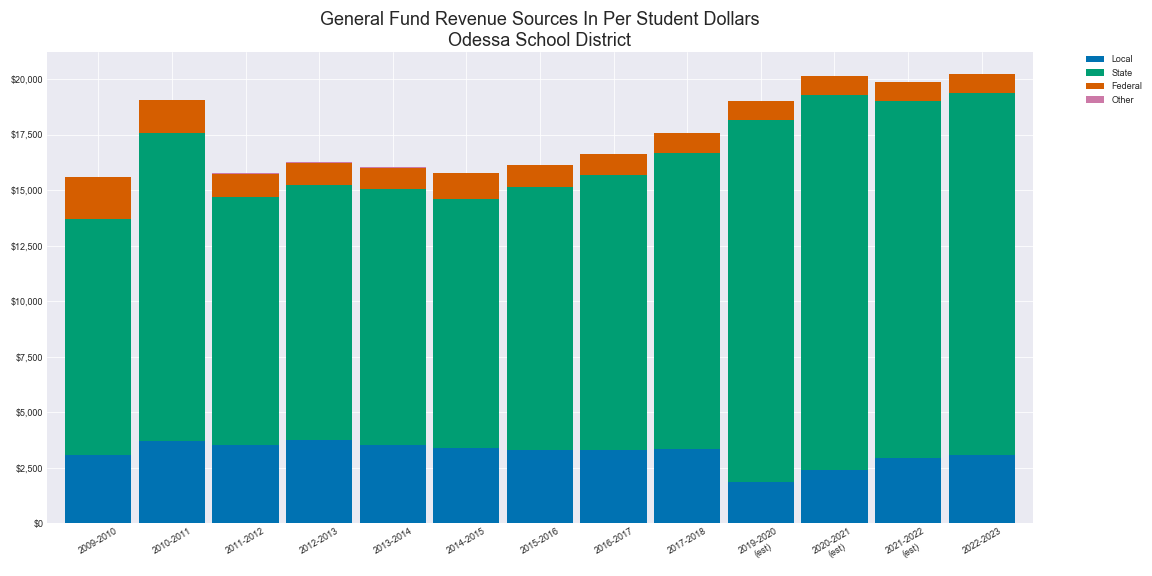 General Fund Revenue Sources In Per Student Dollars
Odessa School District
Local
State
Federal
Other
$20,000
$17,500
$15,000
$12,500
$10,000
$7,500
$5,000
$2,500
$0
2009-2010
2010-2011
2011-2012
2012-2013
2013-2014
2014-2015
2015-2016
2016-2017
2017-2018
2019-2020
(est)
2020-2021
(est)
2021-2022
(est)
2022-2023